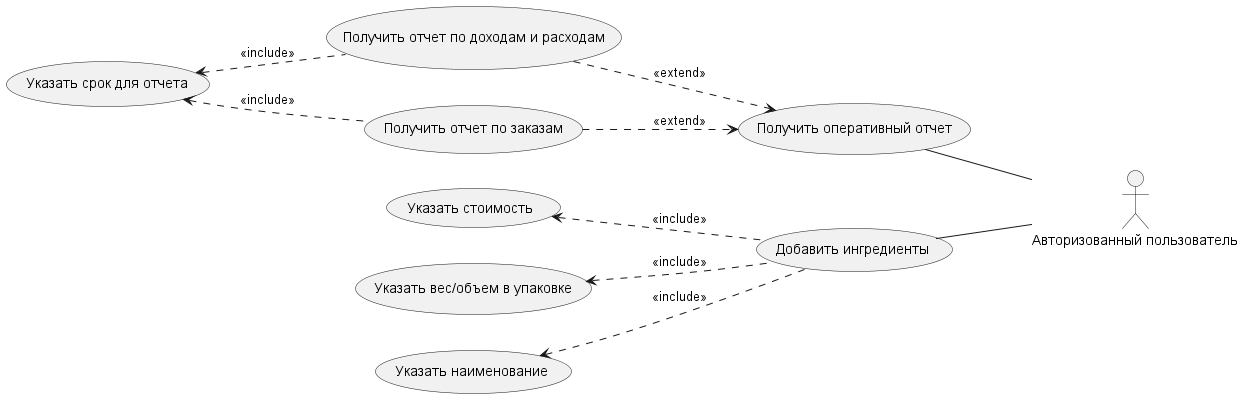 Получить отчет по доходам и расходам
«include»
«extend»
Указать срок для отчета
«include»
Получить отчет по заказам
«extend»
Получить оперативный отчет
Указать стоимость
«include»
Авторизованный пользователь
Добавить ингредиенты
«include»
Указать вес/объем в упаковке
«include»
Указать наименование